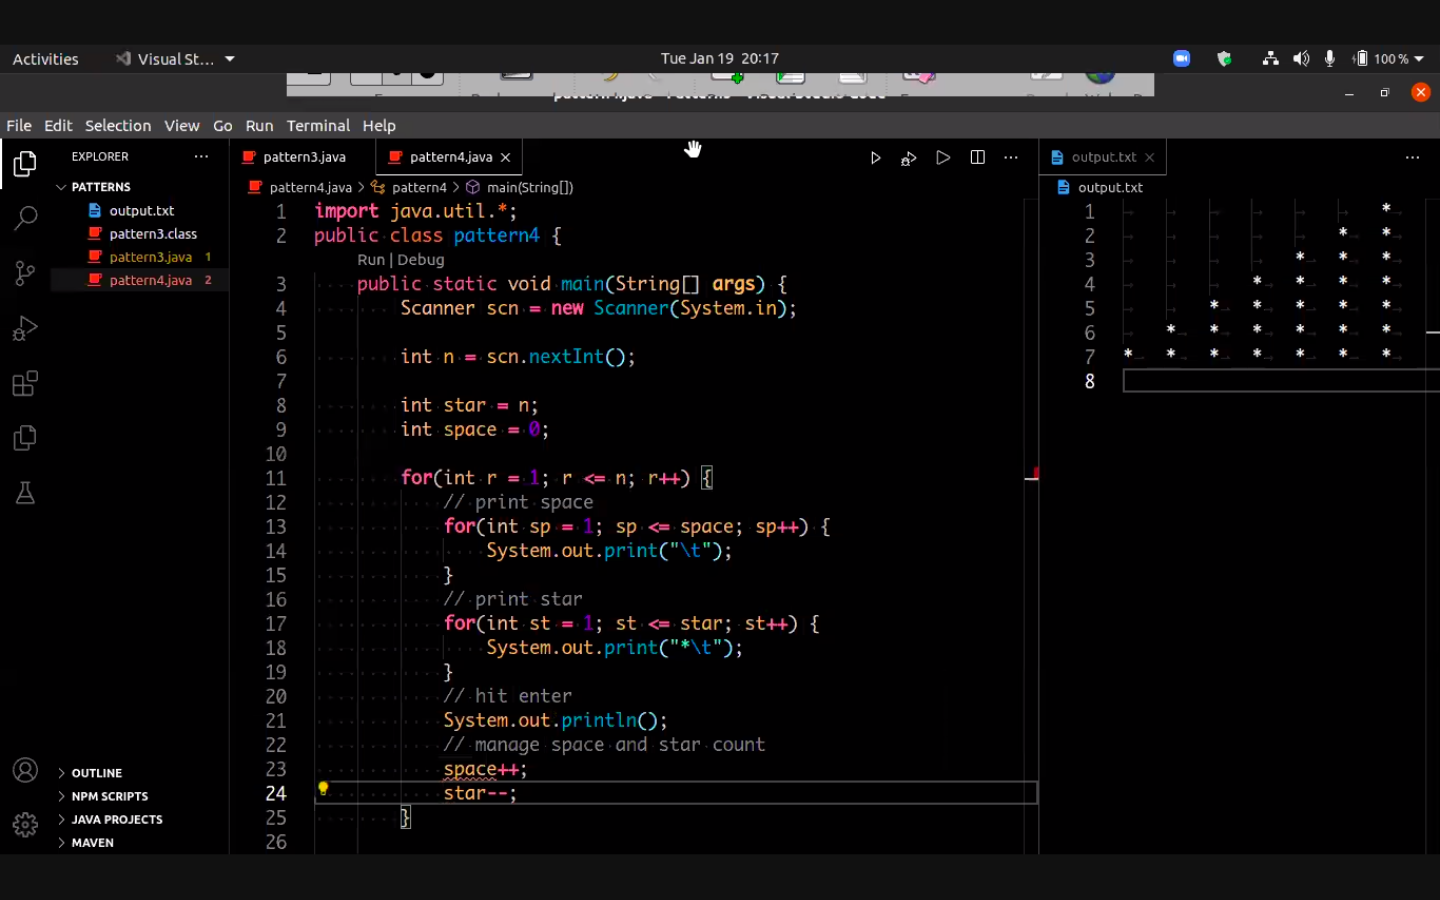 Activities Visual St... Tue Jan 19 20:17 100 %
File Edit Selection View Go Run Terminal Help
EXPLORER ...
PATTERNS
output.txt
pattern3.class
pattern3.java 1
pattern4.java 2
OUTLINE
NPM SCRIPTS
JAVA PROJECTS
MAVEN
pattern3.java pattern4.java
pattern4.java > pattern4 > main(String[])
1 import java.util.*;
2 public class pattern4 {
Run | Debug
3 public static void main(String[] args) {
4 Scanner scn = new Scanner(System.in);
5
6 int n = scn.nextInt();
7
8 int star = n;
9 int space = 0;
10
11 for(int r = 1; r <= n; r++) {
12 // print space
13 for(int sp = 1; sp <= space; sp++) {
14 System.out.print("\t");
15 }
16 // print star
17 for(int st = 1; st <= star; st++) {
18 System.out.print("*\t");
19 }
20 // hit enter
21 System.out.println();
22 // manage space and star count
23 space++;
24 star--;
25 }
26
output.txt
output.txt
1 *
2 * *
3 * * *
4 * * * *
5 * * * * *
6 * * * * * *
7 * * * * * * *
8